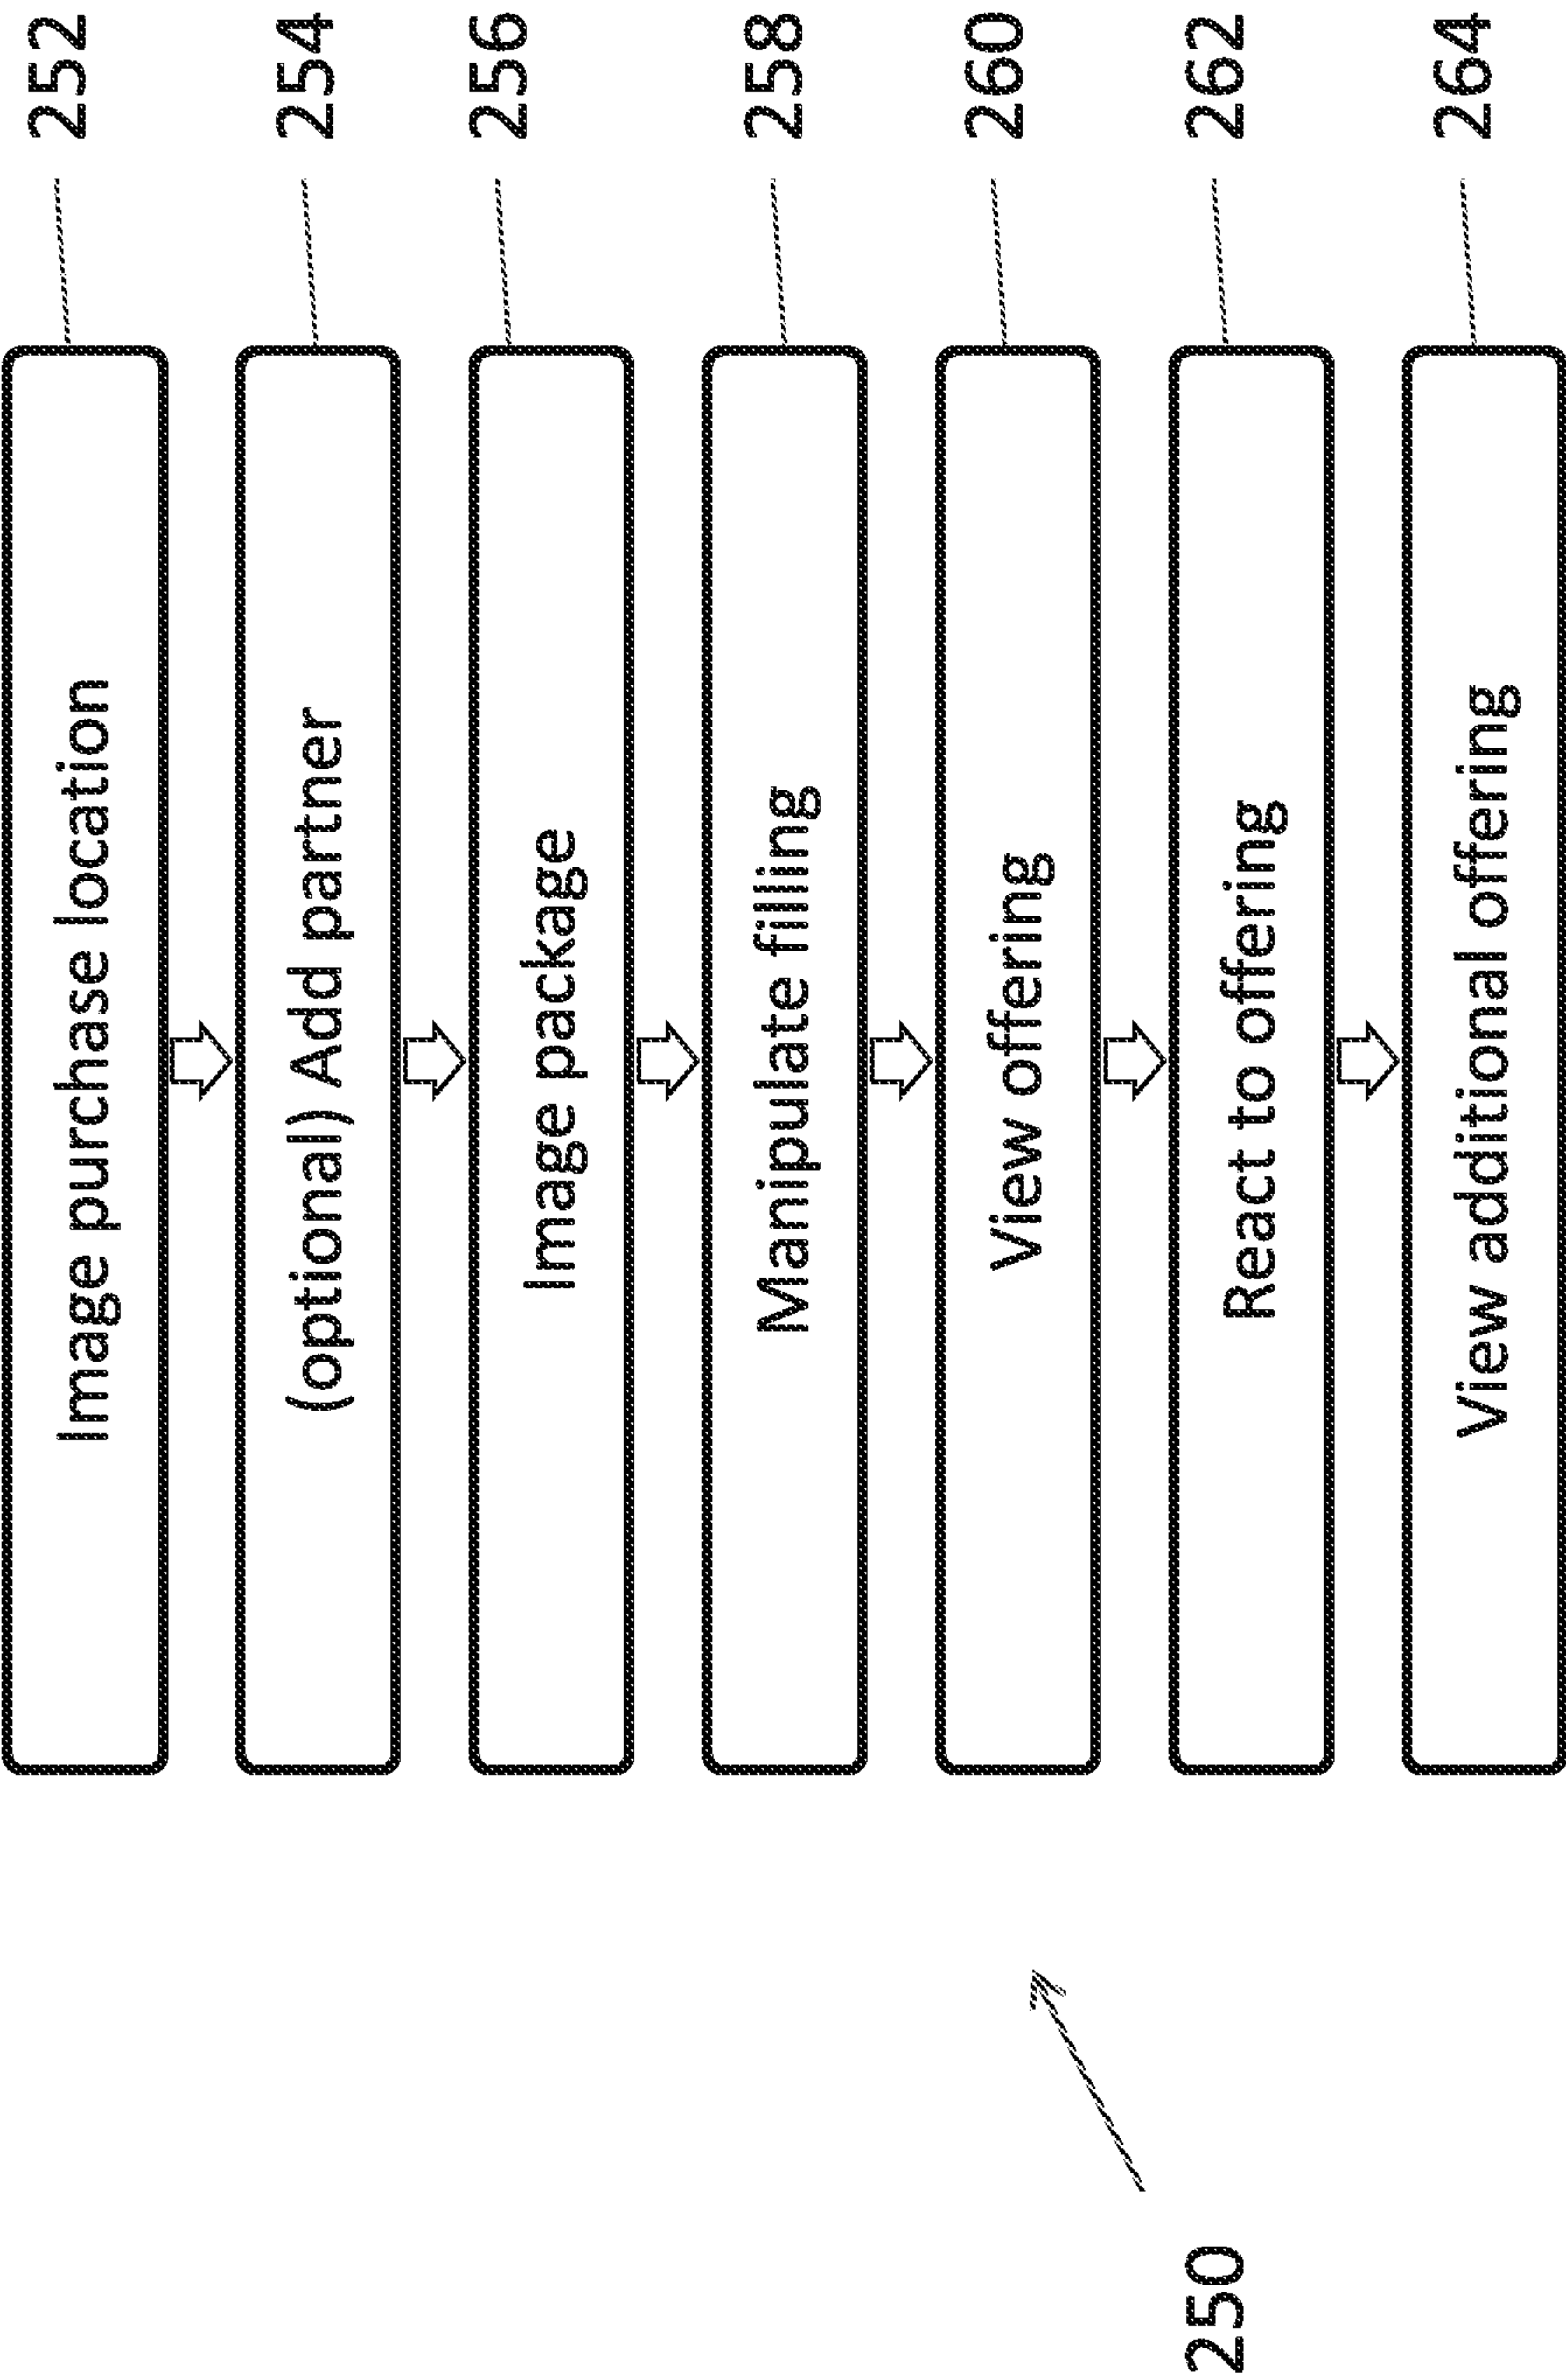 Image purchase location
252
(optional) Add partner
254
Image package
256
Manipulate filling
258
View offering
260
React to offering
262
View additional offering
264
250